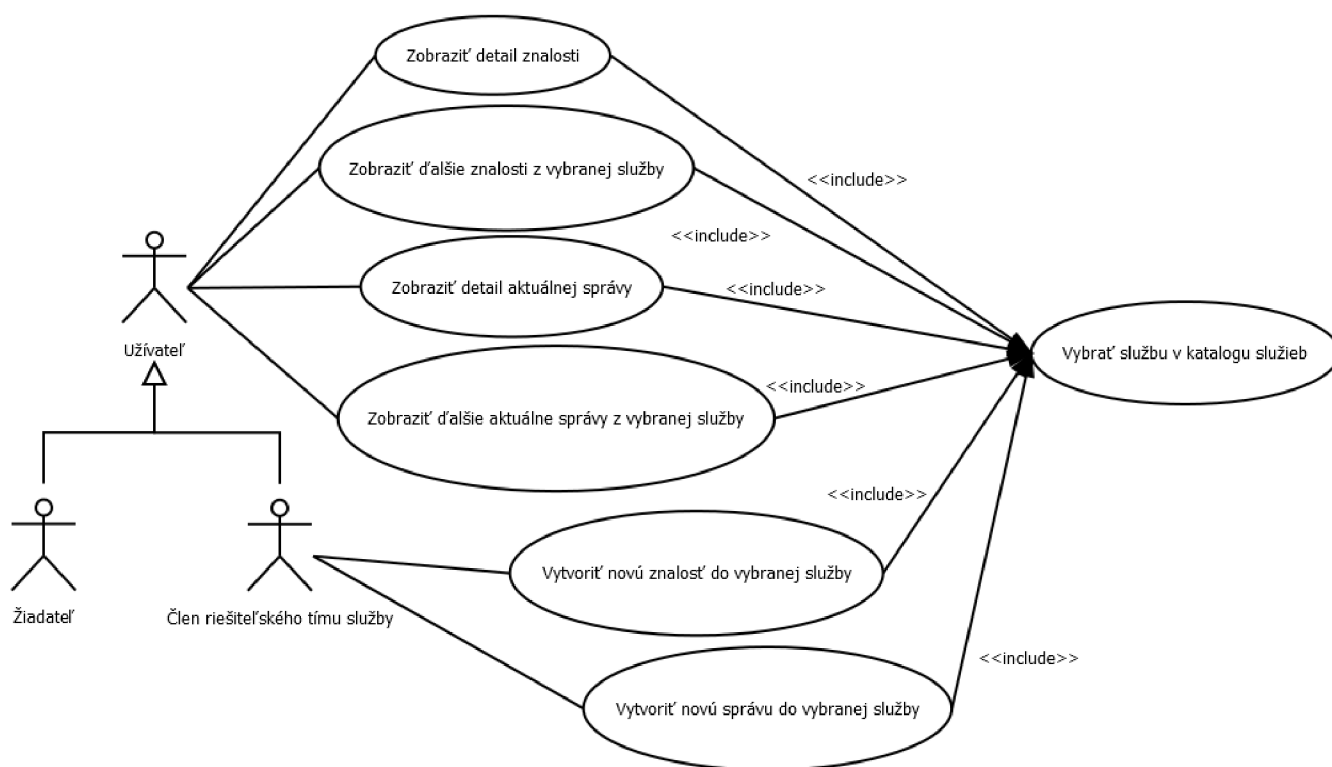 Zobraziť detail znalosti
Zobraziť ďalšie znalosti z vybranej služby
<<include>>
<<include>>
Zobraziť detail aktuálnej správy
<<include>>
Užívateľ
Vybrať službu v katalogu služieb
<<include>>
Zobraziť ďalšie aktuálne správy z vybranej služby
<<include>>
Vytvoriť novú znalosť do vybranej služby
Žiadateľ
Člen riešiteľského tímu služby
<<include>>
Vytvoriť novú správu do vybranej služby